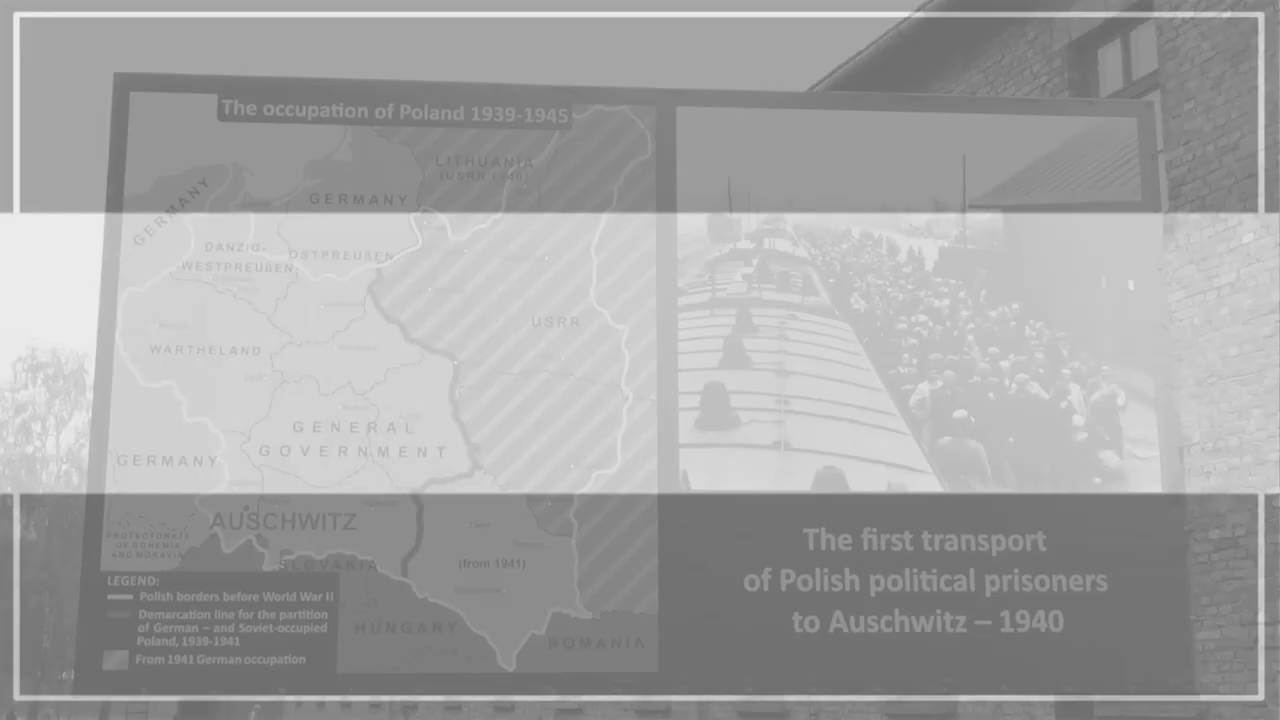 The occupation of Poland 1939-1945
LITHUANIA
(USRR 1940)
GERMANY
GERMANY
DANZIG-
WESTPREUßEN
OSTPREUßEN
USRR
WARTHELAND
GENERAL
GOVERNMENT
GERMANY
AUSCHWITZ
PROTECTORATE
OF BOHEMIA
AND MORAVIA
SLOVAKIA
(from 1941)
HUNGARY
ROMANIA
LEGEND:
Polish borders before World War II
Demarcation line for the partition
of German – and Soviet-occupied
Poland, 1939-1941
From 1941 German occupation
The first transport
of Polish political prisoners
to Auschwitz – 1940